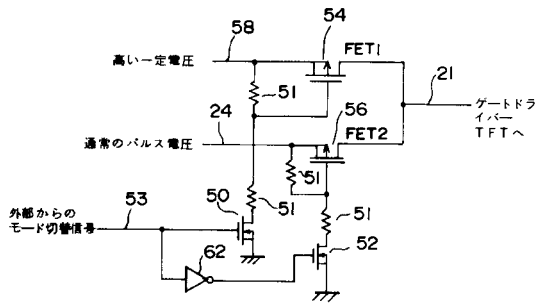 54
58
FET1
高い一定電圧
51
21
56
ゲートドラ
イバー
TFTへ
24
FET2
通常のパルス電圧
51
外部からの
モード切替信号
53
50
51
51
52
62